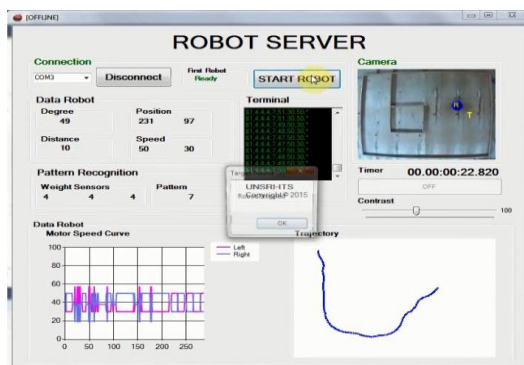 [OFFLINE]
ROBOT SERVER
Connection
COM3
Disconnect
First Robot
Ready
START ROBOT
Camera
R
T
Data Robot
Degree
49
Position
231 97
Distance
10
Speed
50 30
Terminal
Pattern Recognition
Weight Sensors
4 4 4
Pattern
7
UNSRI-ITS
Copyright© 2015
OK
Timer 00.00:00:22.820
OFF
Contrast
100
Data Robot
Motor Speed Curve
100
80
60
40
20
0
0 50 100 150 200 250
Left
Right
Trajectory